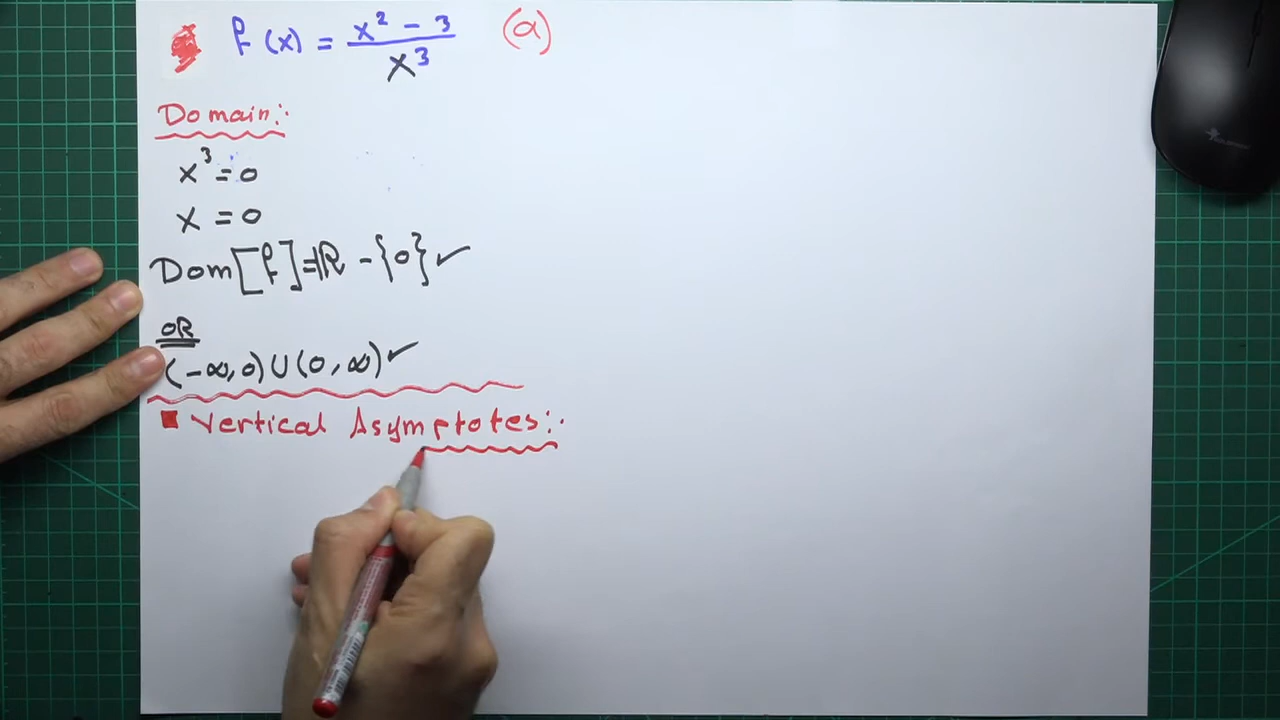 f(x) = x² - 3 / x³ (a)
Domain:
x³ = 0
x = 0
Dom[f] = ℝ - {0} ✓
OR
(-∞, 0) ∪ (0, ∞) ✓
Vertical Asymptotes: